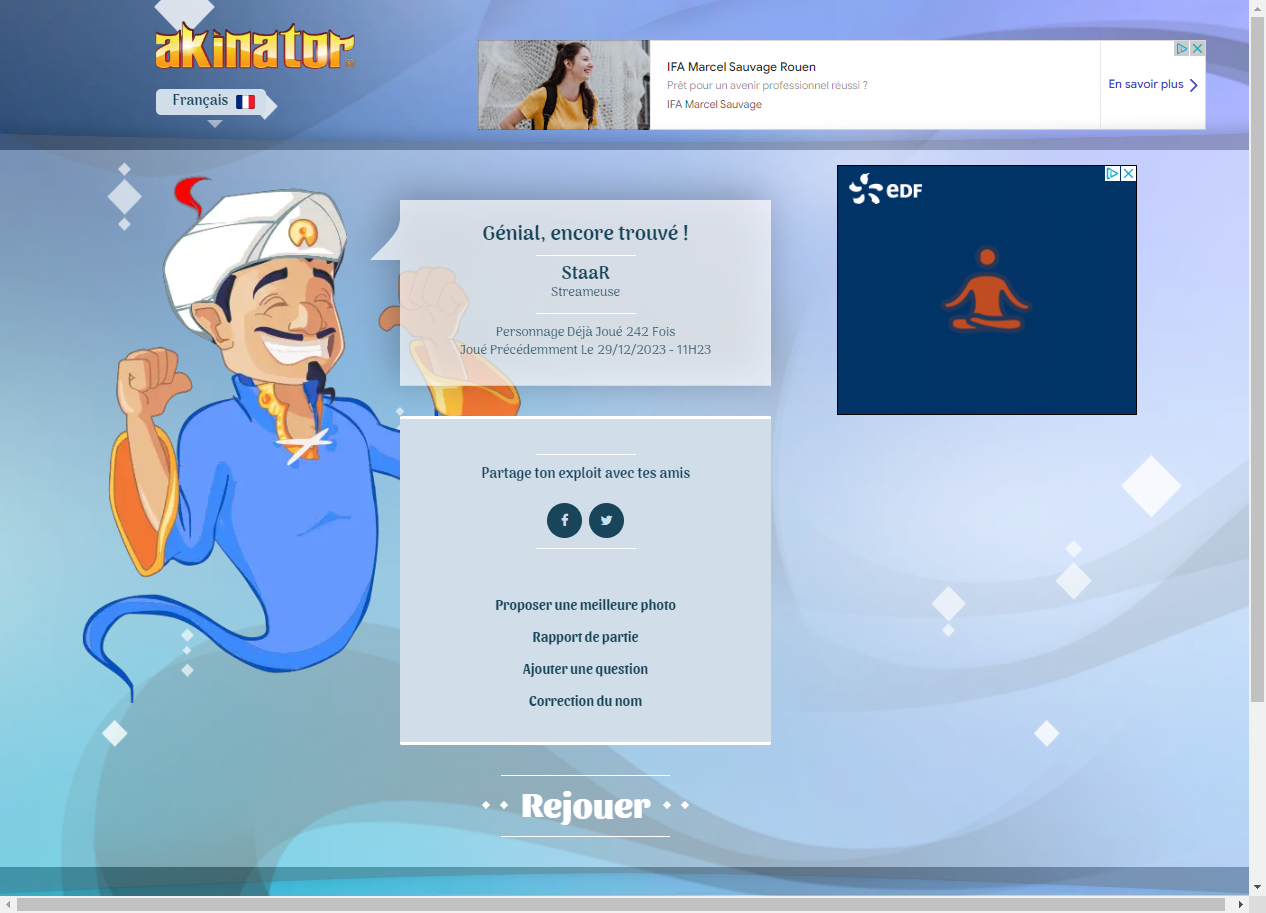 akinator
Français
IFA Marcel Sauvage Rouen
Prêt pour un avenir professionnel réussi ?
IFA Marcel Sauvage
En savoir plus
EDF
Génial, encore trouvé !
StaaR
Streameuse
Personnage Déjà Joué 242 Fois
Joué Précédemment Le 29/12/2023 - 11H23
Partage ton exploit avec tes amis
Proposer une meilleure photo
Rapport de partie
Ajouter une question
Correction du nom
Rejouer